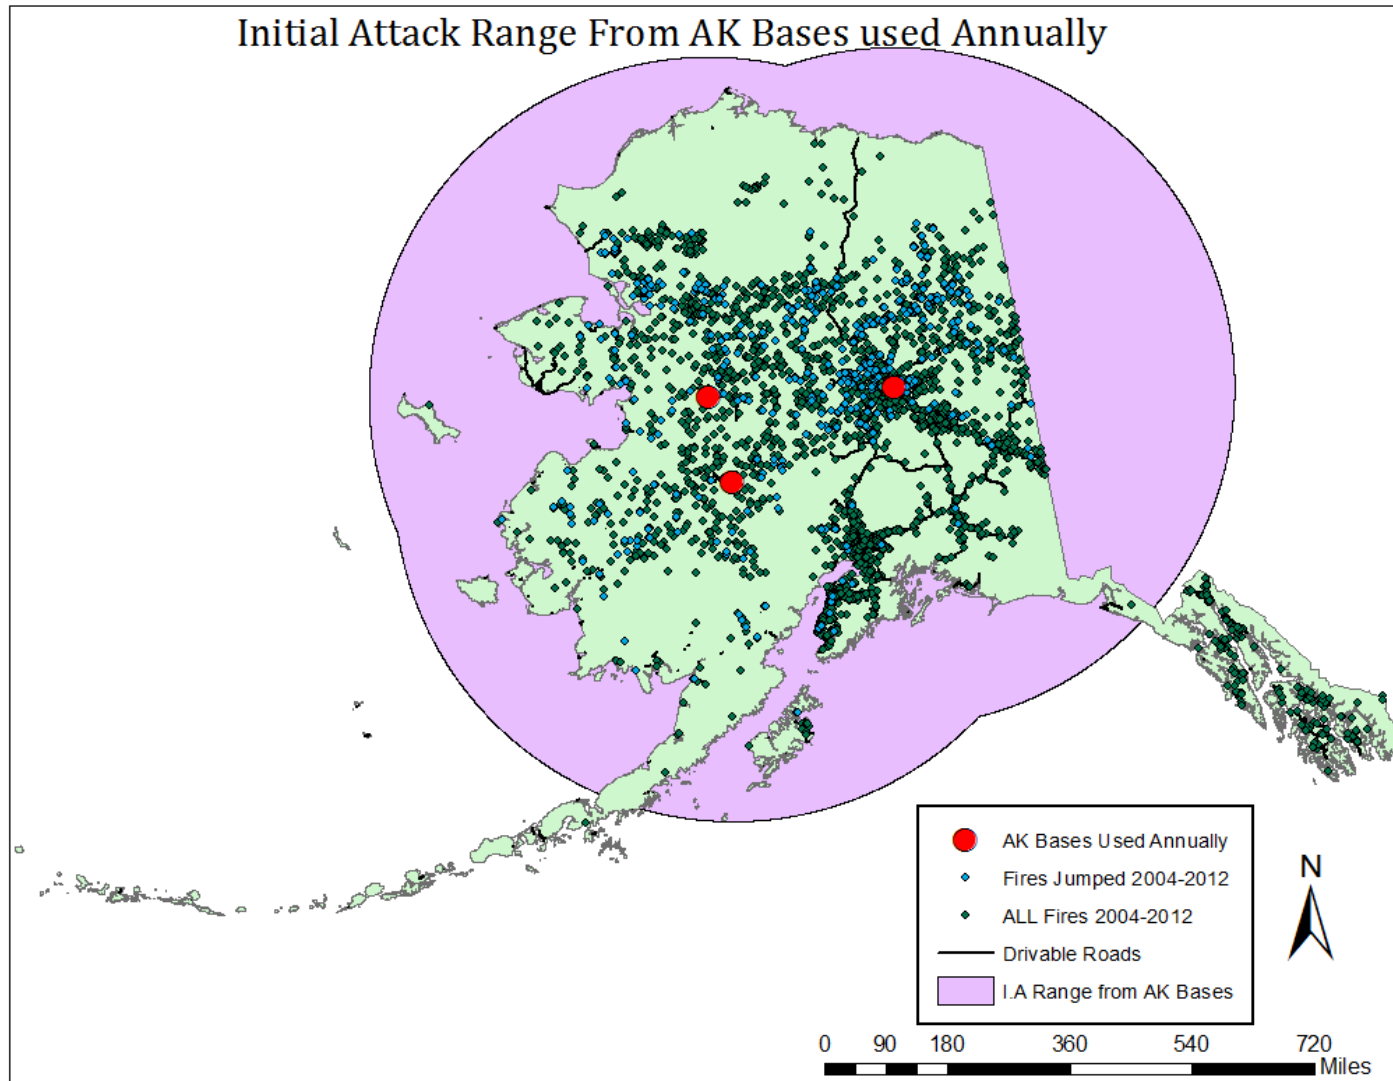 Initial Attack Range From AK Bases used Annually
AK Bases Used Annually
Fires Jumped 2004-2012
ALL Fires 2004-2012
Drivable Roads
I.A Range from AK Bases
N
0 90 180 360 540 720
Miles